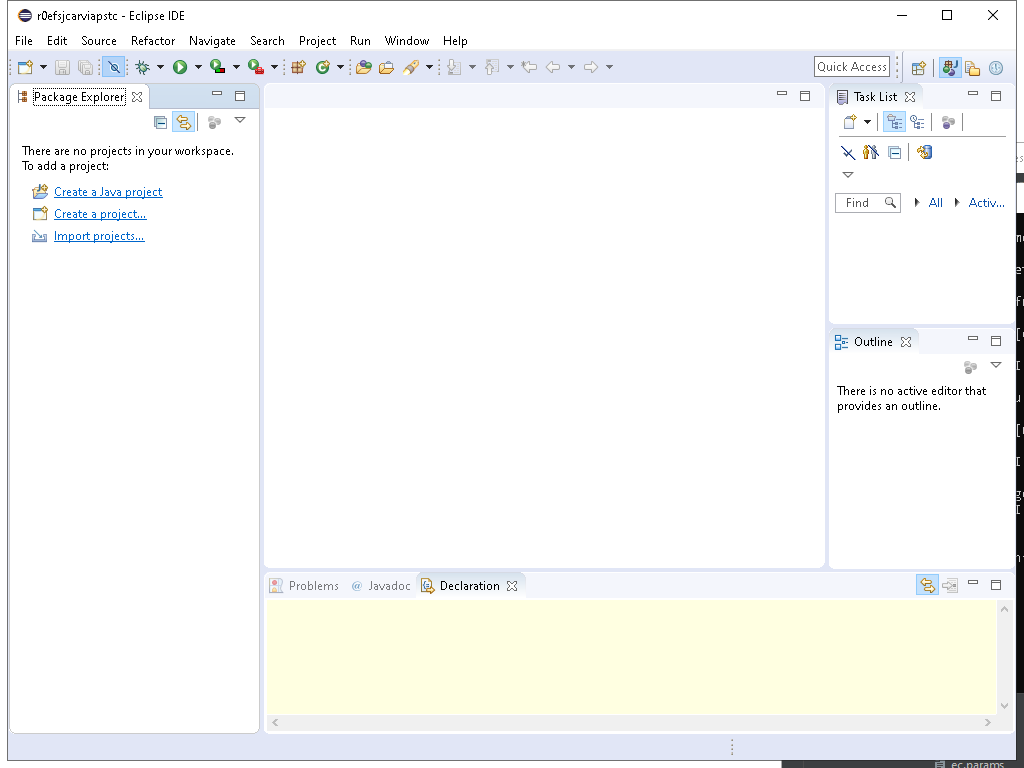 r0efsjcarviapstc - Eclipse IDE
File Edit Source Refactor Navigate Search Project Run Window Help
Quick Access
Package Explorer
There are no projects in your workspace.
To add a project:
Create a Java project
Create a project...
Import projects...
Task List
Find All Activ...
Outline
There is no active editor that
provides an outline.
Problems @ Javadoc Declaration
ec.params